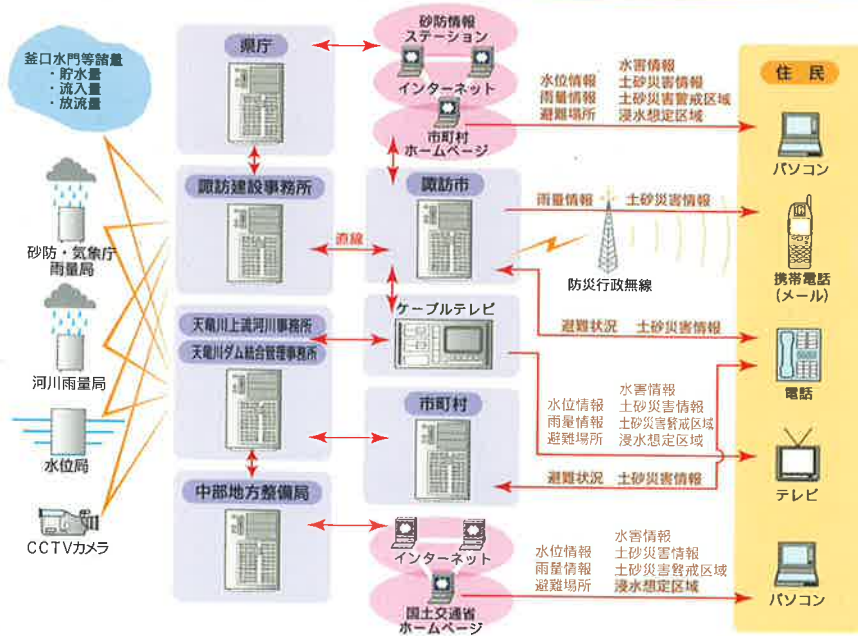 釜口水門等諸量
・貯水量
・流入量
・放流量
砂防・気象庁
雨量局
河川雨量局
水位局
CCTVカメラ
県庁
諏訪建設事務所
天竜川上流河川事務所
天竜川ダム統合管理事務所
中部地方整備局
砂防情報
ステーション
インターネット
市町村
ホームページ
諏訪市
直線
ケーブルテレビ
市町村
インターネット
国土交通省
ホームページ
水害情報
水位情報 土砂災害情報
雨量情報 土砂災害警戒区域
避難場所 浸水想定区域
雨量情報 土砂災害情報
防災行政無線
避難状況 土砂災害情報
水害情報
水位情報 土砂災害情報
雨量情報 土砂災害警戒区域
避難場所 浸水想定区域
避難状況 土砂災害情報
水害情報
水位情報 土砂災害情報
雨量情報 土砂災害警戒区域
避難場所 浸水想定区域
住民
パソコン
携帯電話
(メール)
電話
テレビ
パソコン